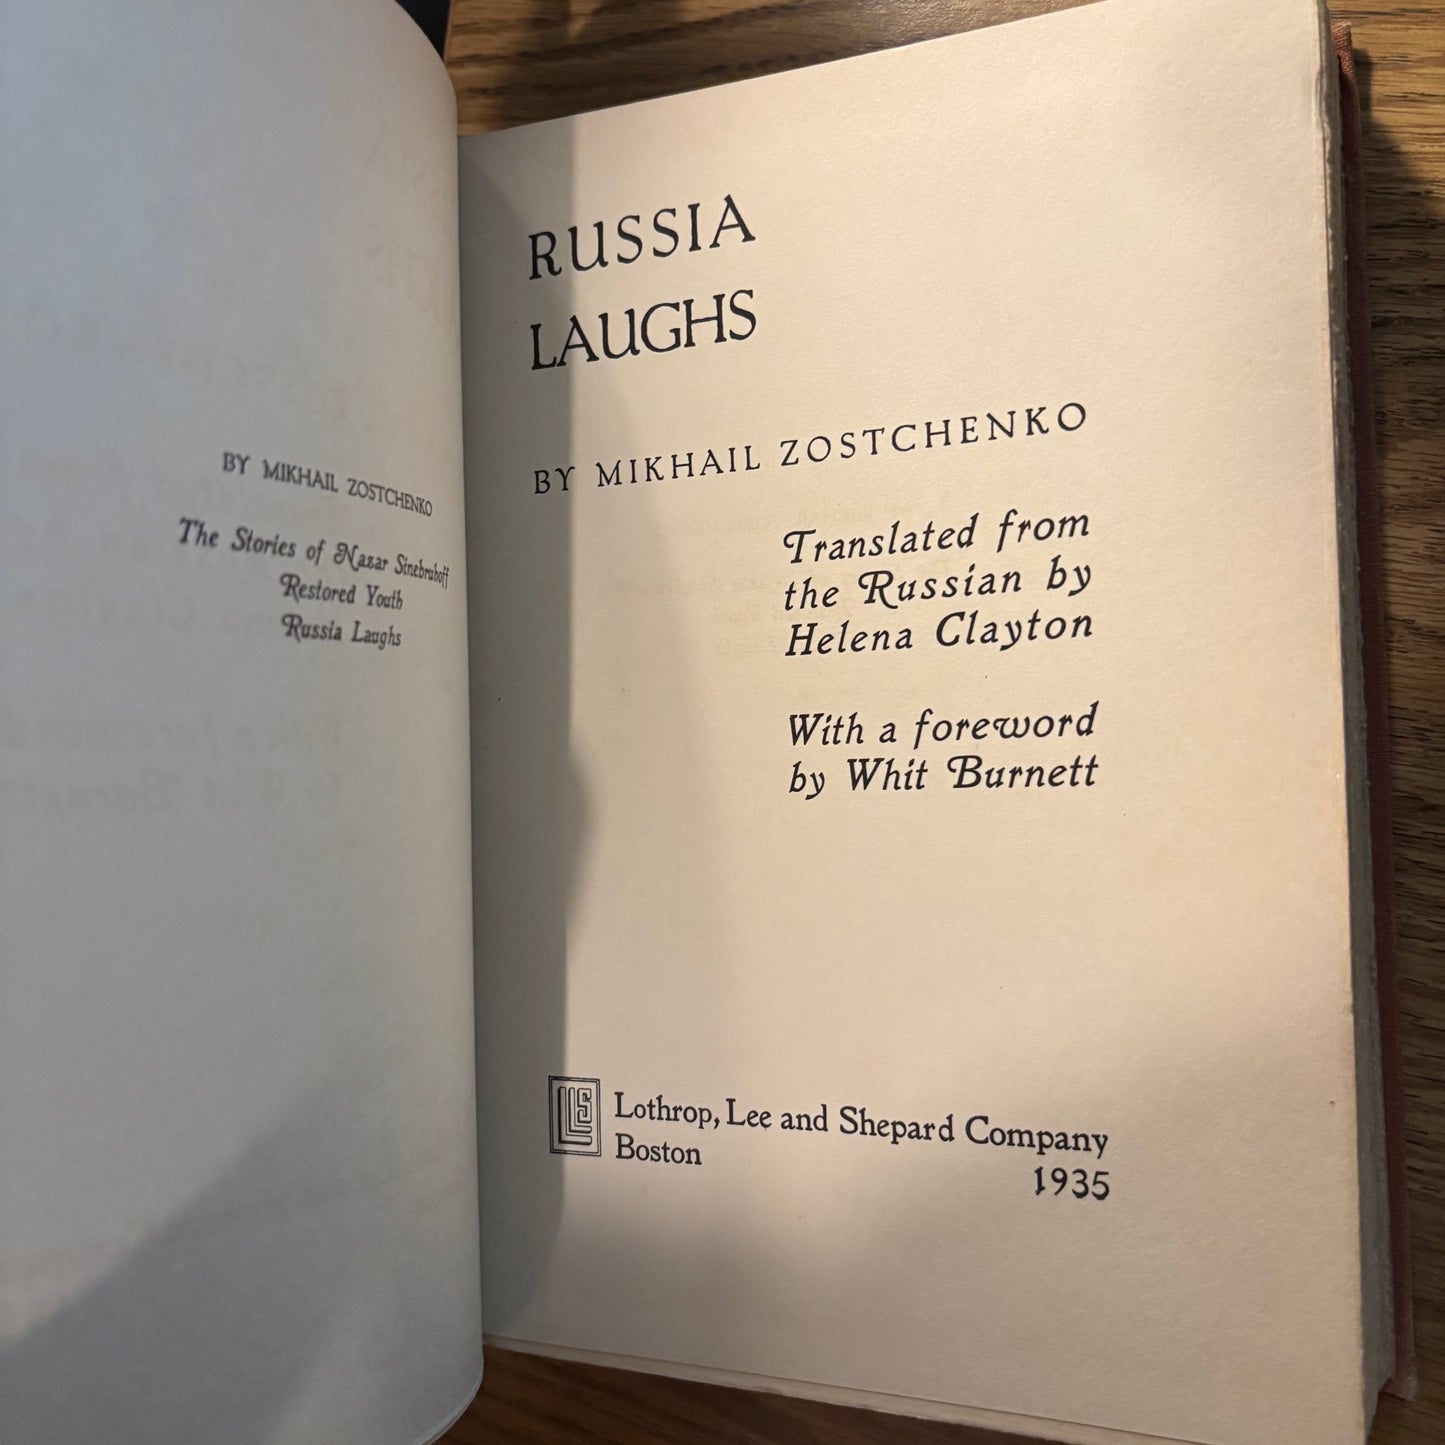 BY MIKHAIL ZOSTCHENKO
The Stories of Nazar Sinebruhoff
Restored Youth
Russia Laughs
RUSSIA
LAUGHS
BY MIKHAIL ZOSTCHENKO
Translated from
the Russian by
Helena Clayton
With a foreword
by Whit Burnett
LLS
Lothrop, Lee and Shepard Company
Boston
1935